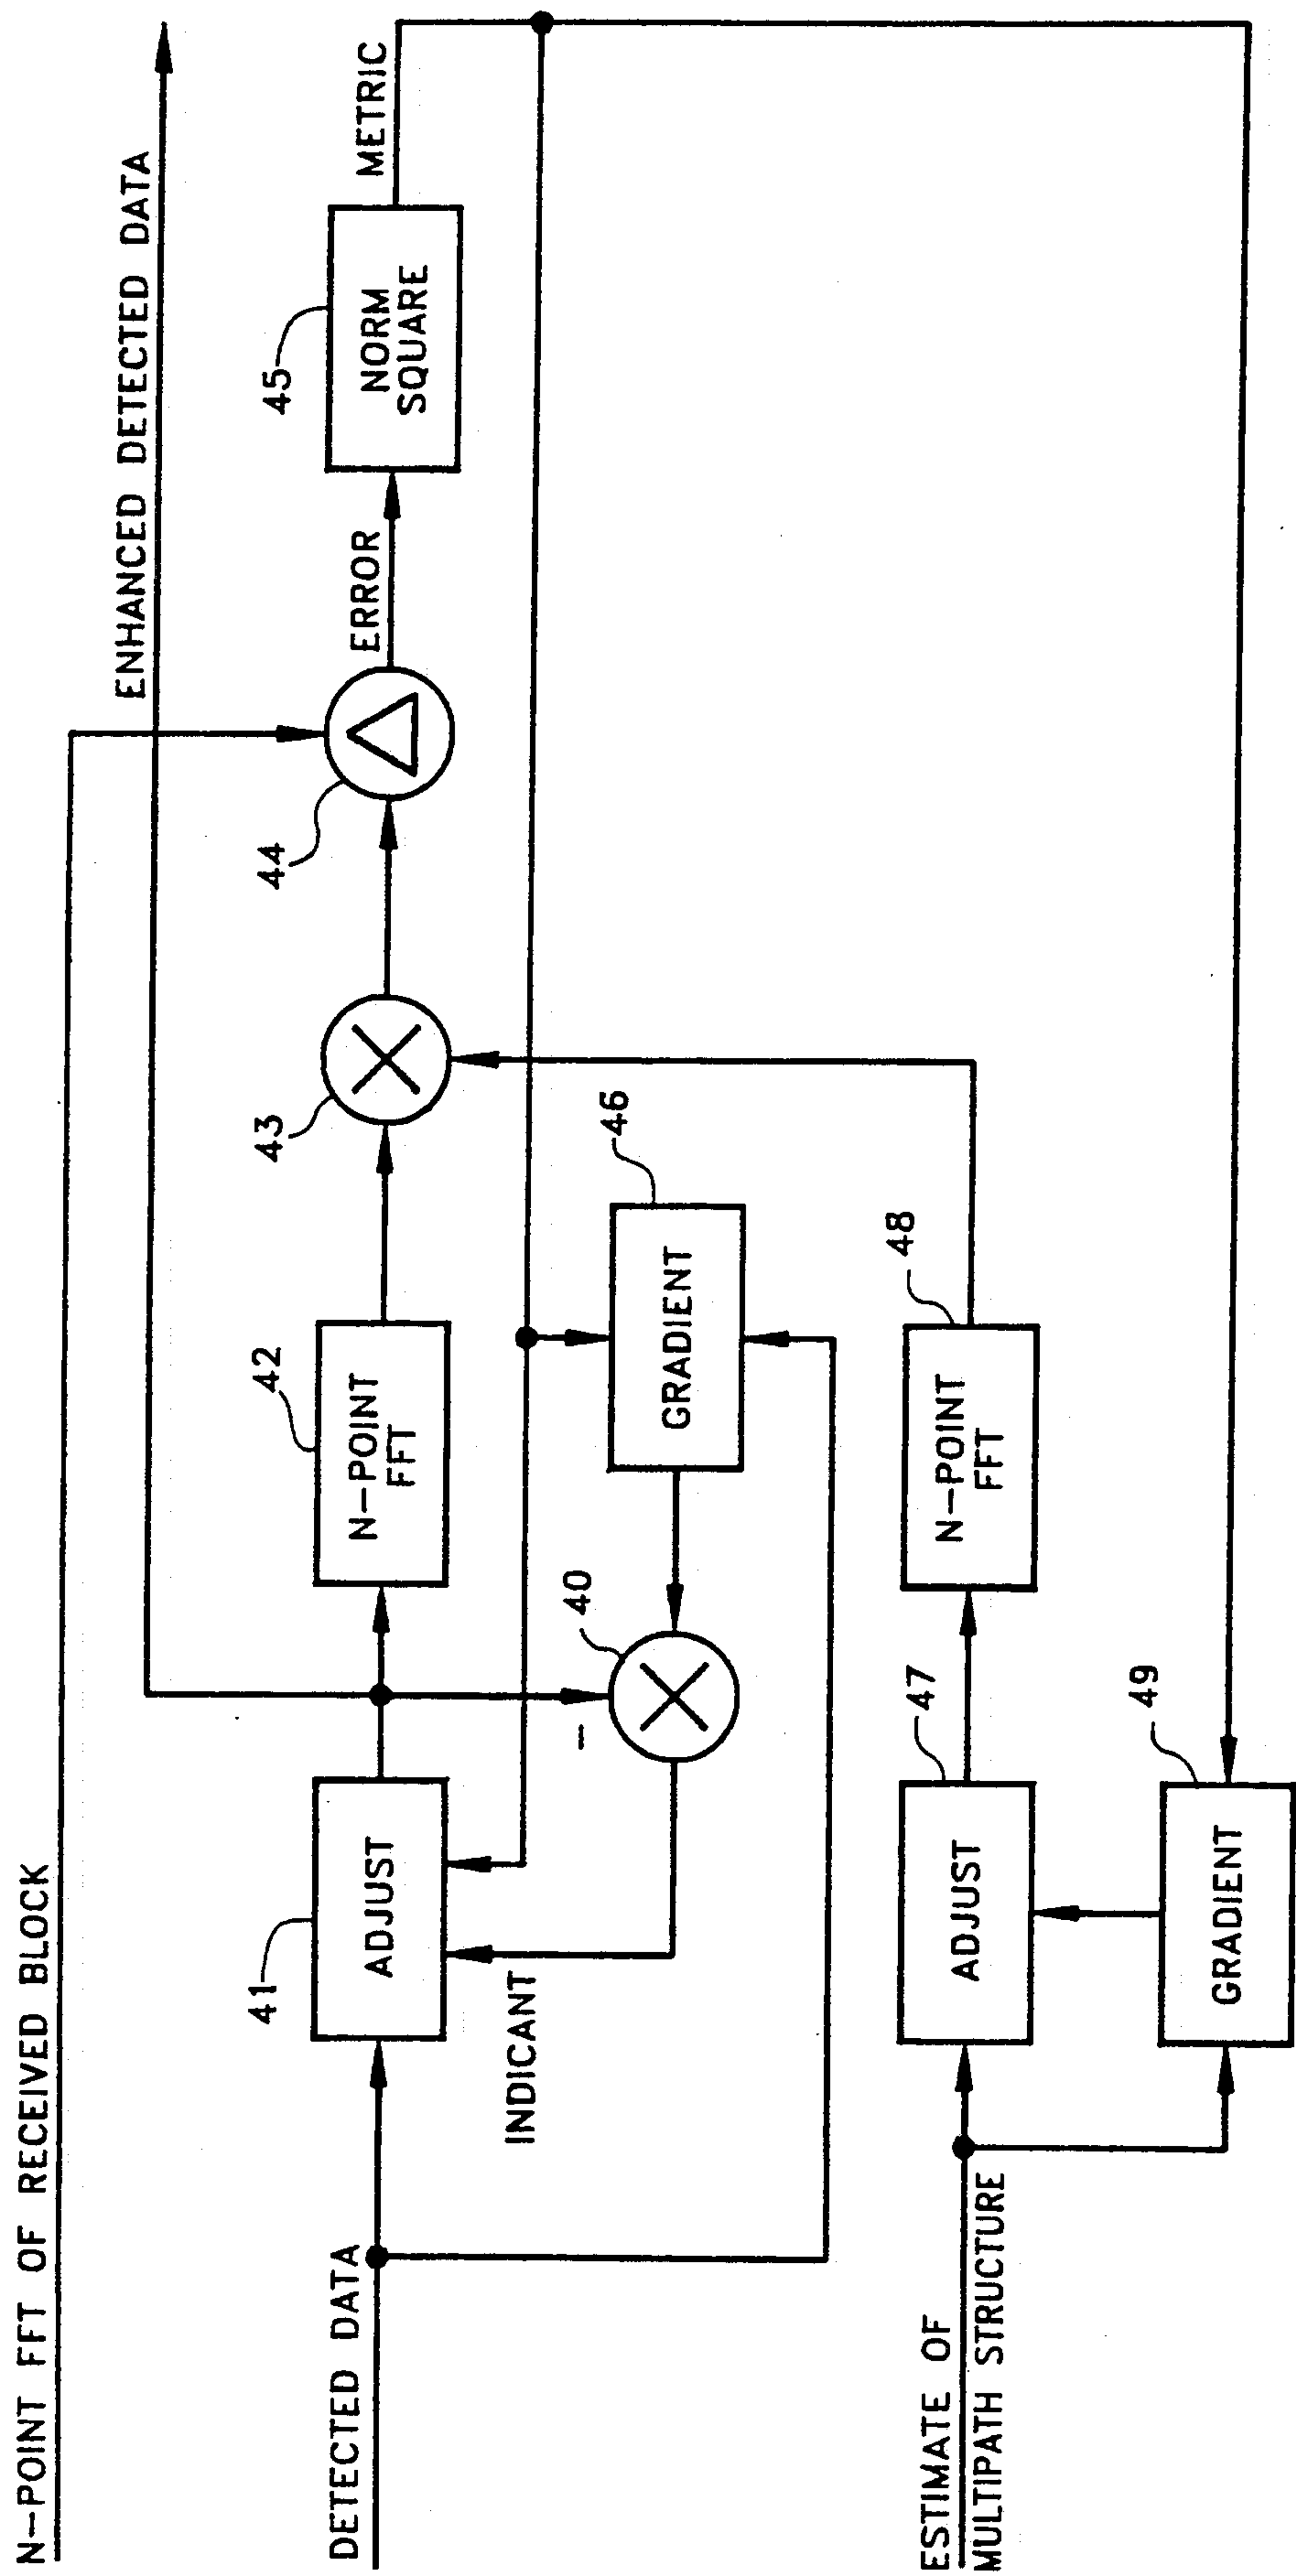 N-POINT FFT OF RECEIVED BLOCK
ENHANCED DETECTED DATA
DETECTED DATA
41
ADJUST
INDICANT
42
N-POINT
FFT
43
44
ERROR
45
NORM
SQUARE
METRIC
-
40
46
GRADIENT
ESTIMATE OF
MULTIPATH STRUCTURE
47
ADJUST
48
N-POINT
FFT
49
GRADIENT